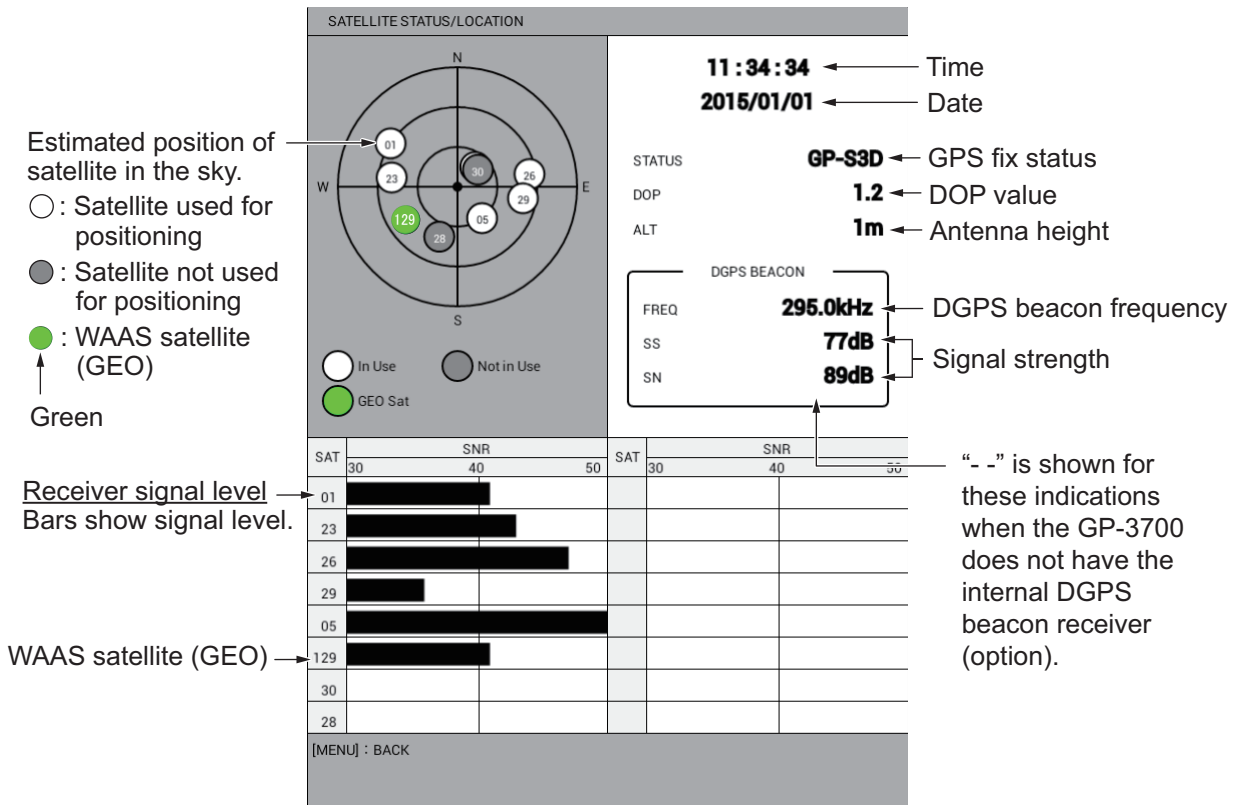 SATELLITE STATUS/LOCATION
N
W
E
S
01
23
30
26
29
05
129
28
In Use
Not in Use
GEO Sat
Estimated position of
satellite in the sky.
: Satellite used for
positioning
: Satellite not used
for positioning
: WAAS satellite
(GEO)
Green
11:34:34
Time
2015/01/01
Date
STATUS GP-S3D
GPS fix status
DOP 1.2
DOP value
ALT 1m
Antenna height
DGPS BEACON
FREQ 295.0kHz
DGPS beacon frequency
SS 77dB
SN 89dB
Signal strength
“- -” is shown for
these indications
when the GP-3700
does not have the
internal DGPS
beacon receiver
(option).
SAT SNR
30 40 50
SAT SNR
30 40 50
Receiver signal level
Bars show signal level.
01
23
26
29
05
WAAS satellite (GEO)
129
30
28
[MENU] : BACK